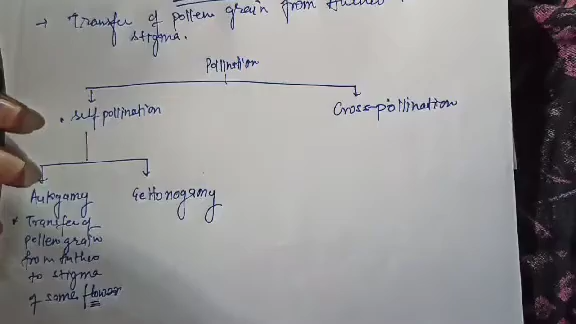 → Transfer of pollen grain from Anther
stigma.
Pollination
• Self pollination
Cross-pollination
Autogamy
Geitonogamy
* Transfer of
pollen grain
from Anther
to stigma
of same flower